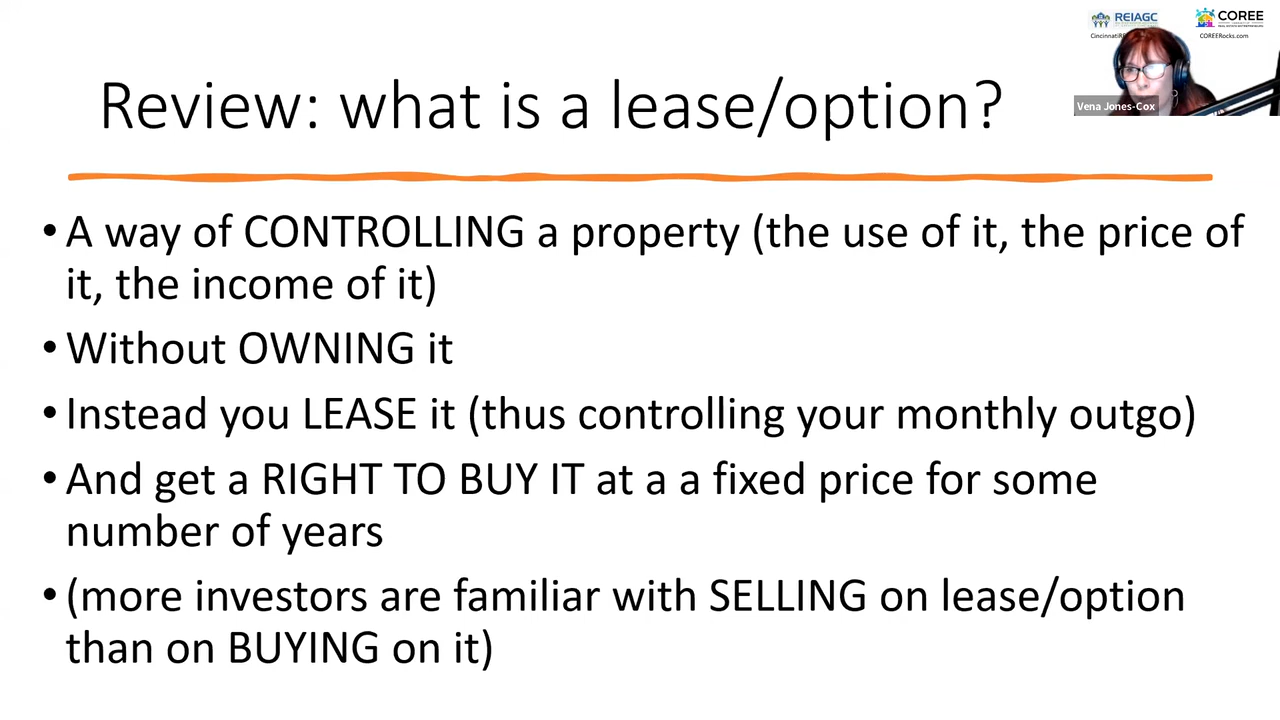 REIAGC
COREE
COREERocks.com
Vena Jones-Cox
Review: what is a lease/option?
• A way of CONTROLLING a property (the use of it, the price of
it, the income of it)
• Without OWNING it
• Instead you LEASE it (thus controlling your monthly outgo)
• And get a RIGHT TO BUY IT at a a fixed price for some
number of years
• (more investors are familiar with SELLING on lease/option
than on BUYING on it)